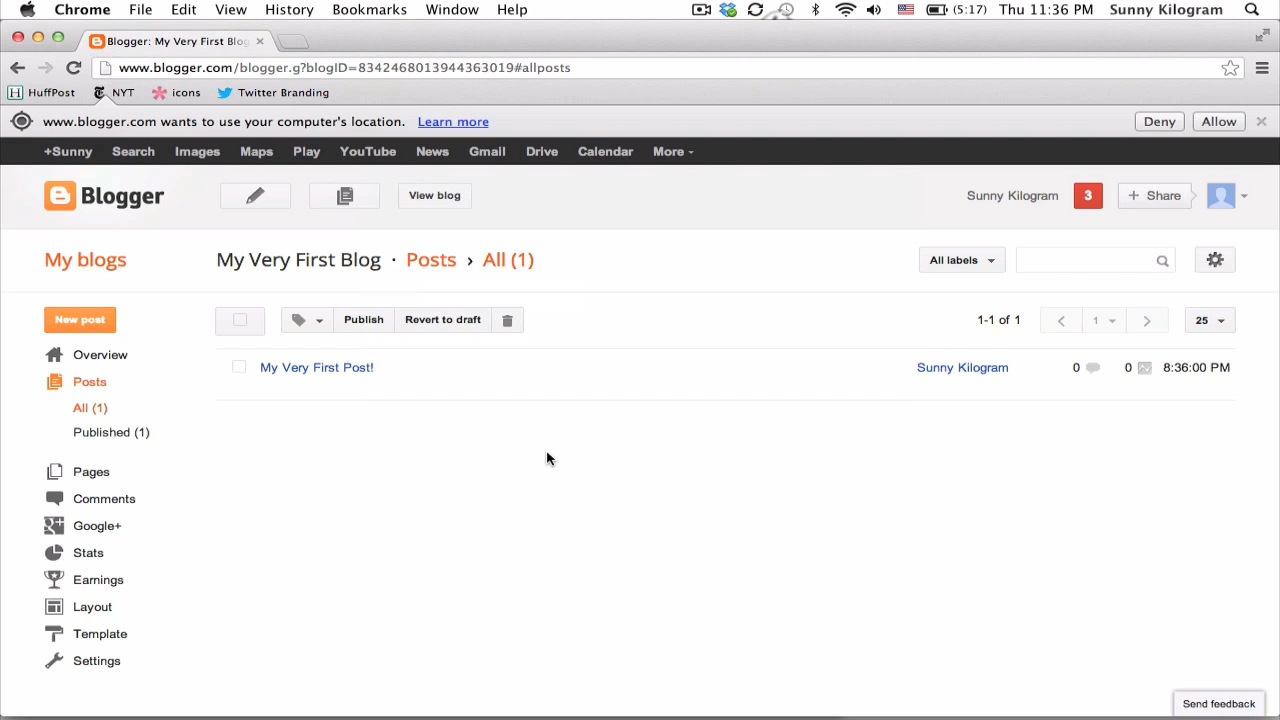 Chrome File Edit View History Bookmarks Window Help (5:17) Thu 11:36 PM Sunny Kilogram
Blogger: My Very First Blog
www.blogger.com/blogger.g?blogID=8342468013944363019#allposts
HuffPost NYT icons Twitter Branding
www.blogger.com wants to use your computer's location. Learn more Deny Allow
+Sunny Search Images Maps Play YouTube News Gmail Drive Calendar More
Blogger View blog Sunny Kilogram 3 + Share
My blogs My Very First Blog · Posts › All (1) All labels
New post Publish Revert to draft 1-1 of 1 1 25
Overview
My Very First Post! Sunny Kilogram 0 0 8:36:00 PM
Posts
All (1)
Published (1)
Pages
Comments
Google+
Stats
Earnings
Layout
Template
Settings
Send feedback